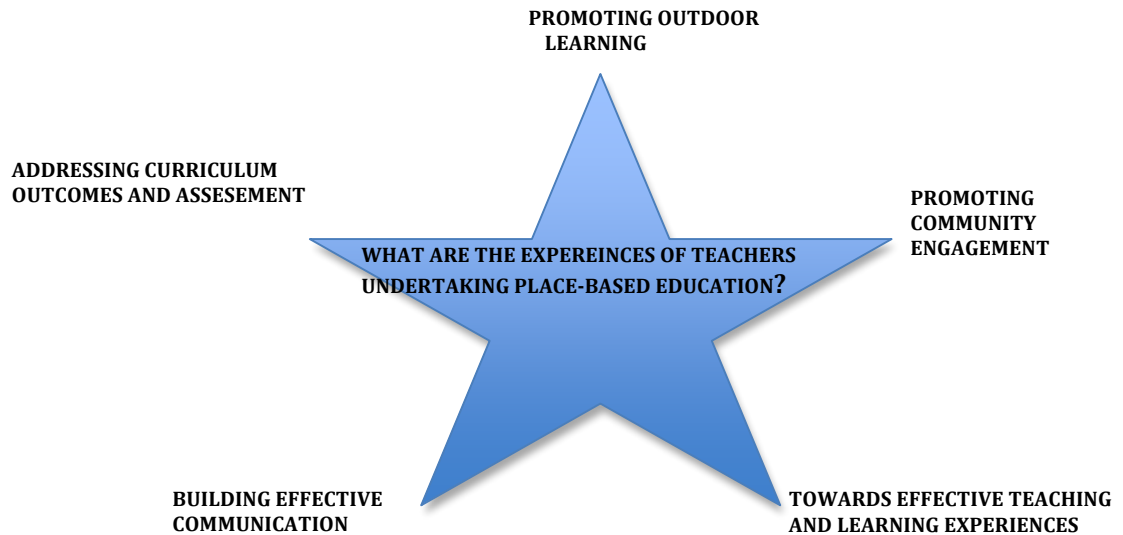 PROMOTING OUTDOOR
LEARNING
ADDRESSING CURRICULUM
OUTCOMES AND ASSESEMENT
PROMOTING
COMMUNITY
ENGAGEMENT
WHAT ARE THE EXPEREINCES OF TEACHERS
UNDERTAKING PLACE-BASED EDUCATION?
BUILDING EFFECTIVE
COMMUNICATION
TOWARDS EFFECTIVE TEACHING
AND LEARNING EXPERIENCES